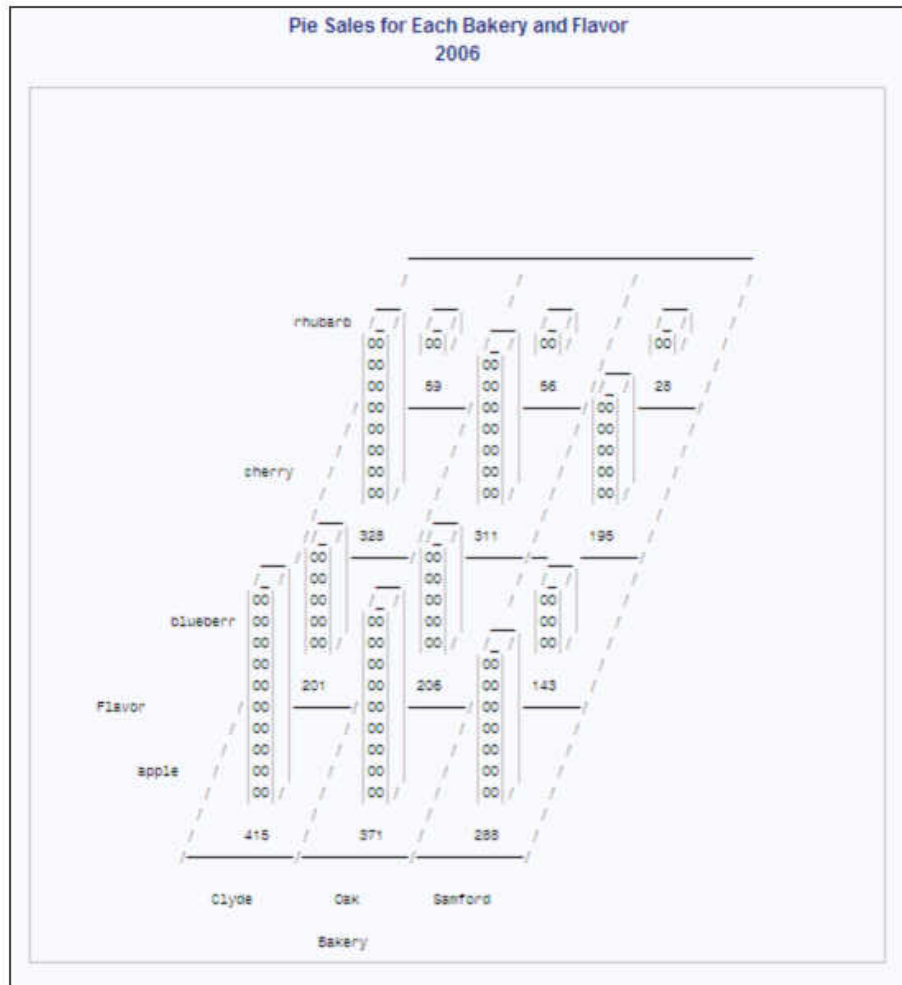 Pie Sales for Each Bakery and Flavor
2006
rhubarb
59 56 28
cherry
328 311 195
blueberr
201 206 143
Flavor
apple
415 371 288
Clyde Oak Samford
Bakery